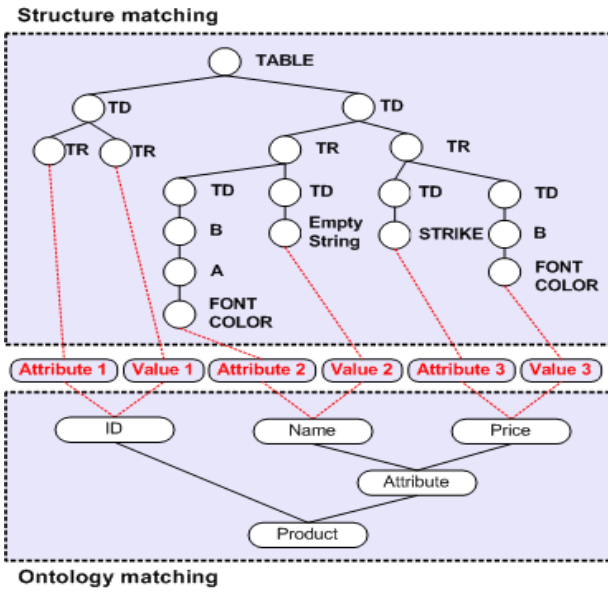 Structure matching
TABLE
TD
TD
TR
TR
TR
TR
TD
TD
TD
TD
B
Empty
String
STRIKE
B
A
FONT
COLOR
FONT
COLOR
Attribute 1
Value 1
Attribute 2
Value 2
Attribute 3
Value 3
ID
Name
Price
Attribute
Product
Ontology matching